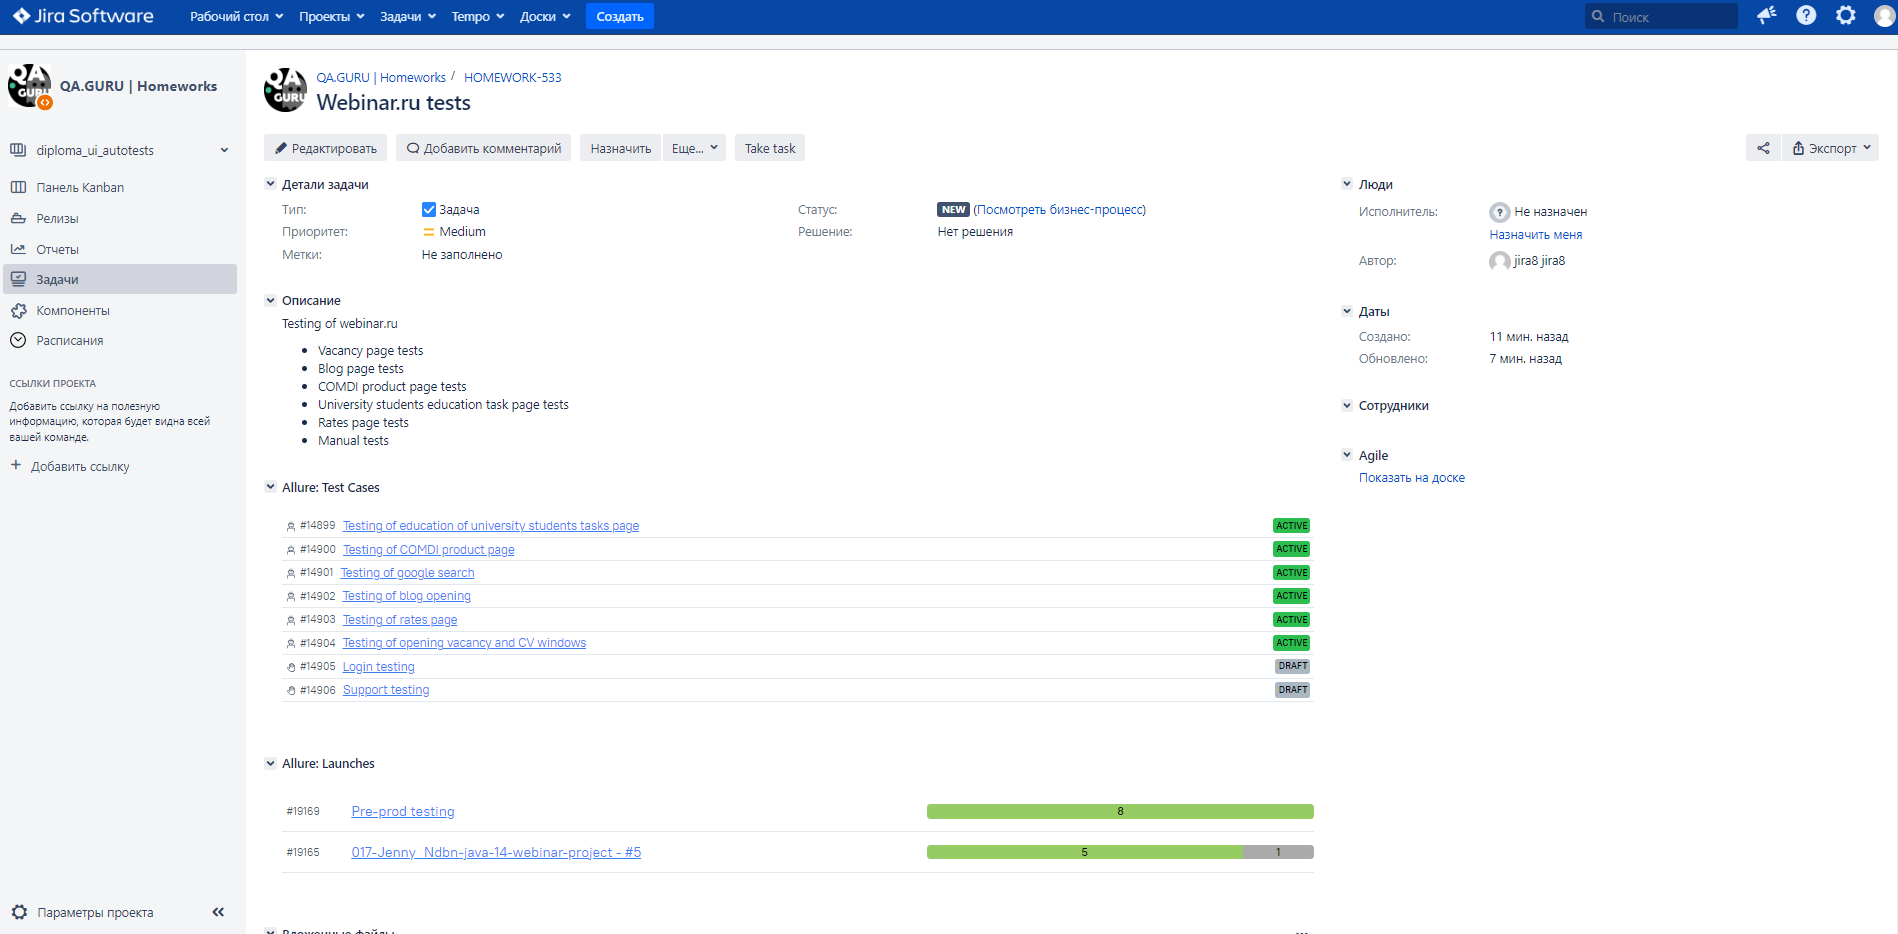 Jira Software
Рабочий стол
Проекты
Задачи
Tempo
Доски
Создать
Поиск
QA GURU
QA.GURU | Homeworks
diploma_ui_autotests
Панель Kanban
Релизы
Отчеты
Задачи
Компоненты
Расписания
ССЫЛКИ ПРОЕКТА
Добавить ссылку на полезную
информацию, которая будет видна всей
вашей команде.
+ Добавить ссылку
Параметры проекта
QA GURU
QA.GURU | Homeworks / HOMEWORK-533
Webinar.ru tests
Редактировать
Добавить комментарий
Назначить
Еще...
Take task
Экспорт
Детали задачи
Тип: Задача
Приоритет: Medium
Метки: Не заполнено
Статус: NEW (Посмотреть бизнес-процесс)
Решение: Нет решения
Описание
Testing of webinar.ru
• Vacancy page tests
• Blog page tests
• COMDI product page tests
• University students education task page tests
• Rates page tests
• Manual tests
Allure: Test Cases
#14899 Testing of education of university students tasks page ACTIVE
#14900 Testing of COMDI product page ACTIVE
#14901 Testing of google search ACTIVE
#14902 Testing of blog opening ACTIVE
#14903 Testing of rates page ACTIVE
#14904 Testing of opening vacancy and CV windows ACTIVE
#14905 Login testing DRAFT
#14906 Support testing DRAFT
Allure: Launches
#19169 Pre-prod testing 8
#19165 017-Jenny_Ndbn-java-14-webinar-project - #5 5 1
Вложенные файлы
Люди
Исполнитель: Не назначен
Назначить меня
Автор: jira8 jira8
Даты
Создано: 11 мин. назад
Обновлено: 7 мин. назад
Сотрудники
Agile
Показать на доске